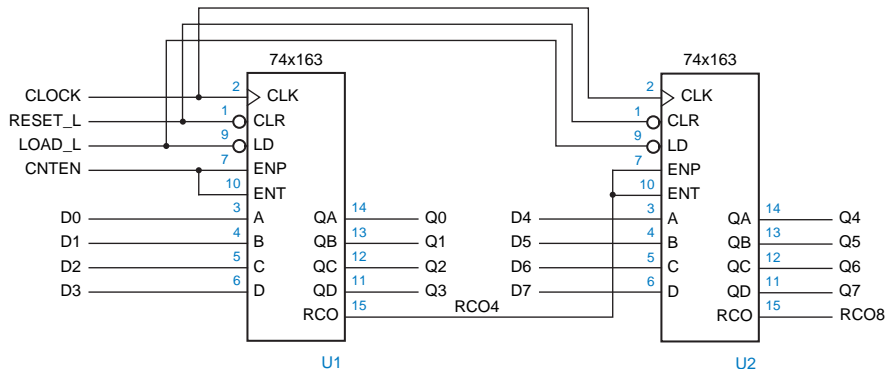 74x163
74x163
CLOCK 2 CLK 2 CLK
RESET_L 1 CLR 1 CLR
LOAD_L 9 LD 9 LD
CNTEN 7 ENP 7 ENP
10 ENT 10 ENT
D0 3 A QA 14 Q0 D4 3 A QA 14 Q4
D1 4 B QB 13 Q1 D5 4 B QB 13 Q5
D2 5 C QC 12 Q2 D6 5 C QC 12 Q6
D3 6 D QD 11 Q3 D7 6 D QD 11 Q7
RCO 15 RCO4 RCO 15 RCO8
U1 U2